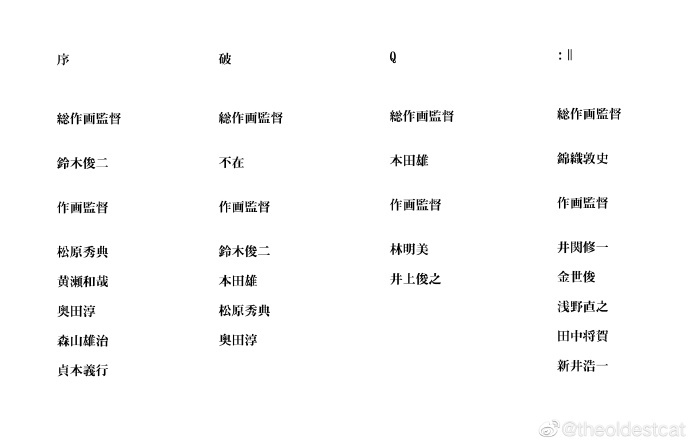 序
総作画監督
鈴木俊二
作画監督
松原秀典
黄瀬和哉
奥田淳
森山雄治
貞本義行
破
総作画監督
不在
作画監督
鈴木俊二
本田雄
松原秀典
奥田淳
Q
総作画監督
本田雄
作画監督
林明美
井上俊之
:||
総作画監督
錦織敦史
作画監督
井関修一
金世俊
浅野直之
田中将賀
新井浩一
@theoldestcat